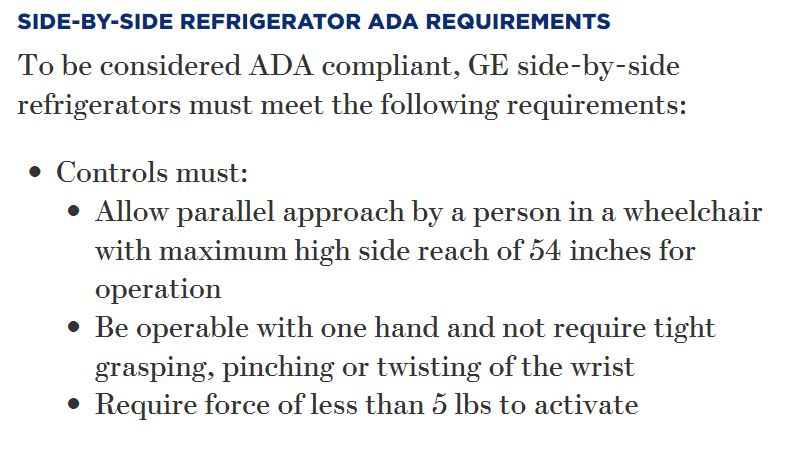 SIDE-BY-SIDE REFRIGERATOR ADA REQUIREMENTS
To be considered ADA compliant, GE side-by-side
refrigerators must meet the following requirements:
• Controls must:
• Allow parallel approach by a person in a wheelchair
with maximum high side reach of 54 inches for
operation
• Be operable with one hand and not require tight
grasping, pinching or twisting of the wrist
• Require force of less than 5 lbs to activate